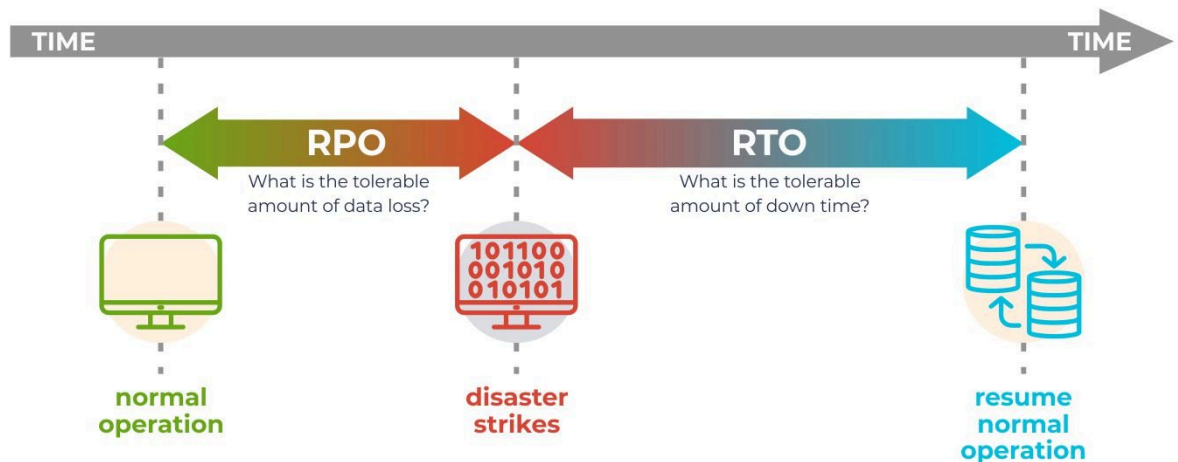 TIME
TIME
RPO
RTO
What is the tolerable
amount of data loss?
What is the tolerable
amount of down time?
101100
001010
010101
normal
operation
disaster
strikes
resume
normal
operation